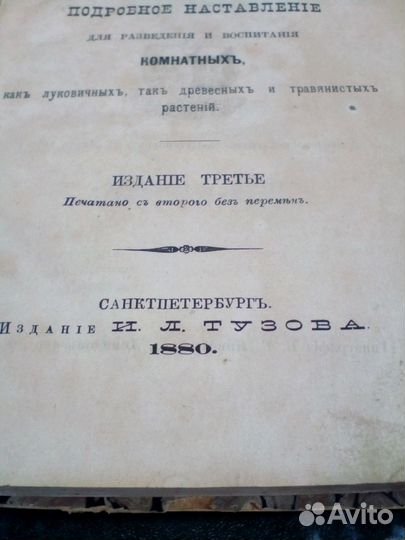 ПОДРОБНОЕ НАСТАВЛЕНІЕ
ДЛЯ РАЗВЕДЕНІЯ И ВОСПИТАНІЯ
КОМНАТНЫХЪ,
какъ луковичныхъ, такъ древесныхъ и травянистыхъ
растеній.
ИЗДАНІЕ ТРЕТЬЕ
Печатано съ второго безъ перемѣнъ.
САНКТПЕТЕРБУРГЪ.
Изданіе И. Л. ТУЗОВА.
1880.
Avito